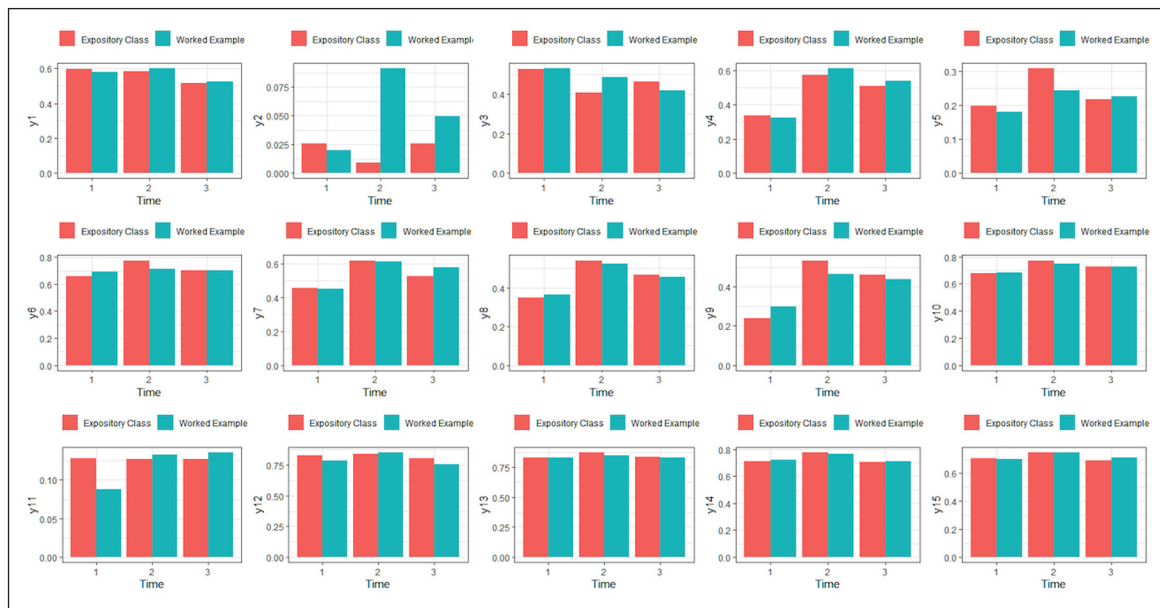 Expository Class Worked Example
0.6
0.4
0.2
0.0
y1
1 2 3
Time
Expository Class Worked Example
0.075
0.050
0.025
0.000
y2
1 2 3
Time
Expository Class Worked Example
0.4
0.2
0.0
y3
1 2 3
Time
Expository Class Worked Example
0.6
0.4
0.2
0.0
y4
1 2 3
Time
Expository Class Worked Example
0.3
0.2
0.1
0.0
y5
1 2 3
Time
Expository Class Worked Example
0.8
0.6
0.4
0.2
0.0
y6
1 2 3
Time
Expository Class Worked Example
0.6
0.4
0.2
0.0
y7
1 2 3
Time
Expository Class Worked Example
0.4
0.2
0.0
y8
1 2 3
Time
Expository Class Worked Example
0.4
0.2
0.0
y9
1 2 3
Time
Expository Class Worked Example
0.8
0.6
0.4
0.2
0.0
y10
1 2 3
Time
Expository Class Worked Example
0.10
0.05
0.00
y11
1 2 3
Time
Expository Class Worked Example
0.75
0.50
0.25
0.00
y12
1 2 3
Time
Expository Class Worked Example
0.75
0.50
0.25
0.00
y13
1 2 3
Time
Expository Class Worked Example
0.8
0.6
0.4
0.2
0.0
y14
1 2 3
Time
Expository Class Worked Example
0.6
0.4
0.2
0.0
y15
1 2 3
Time